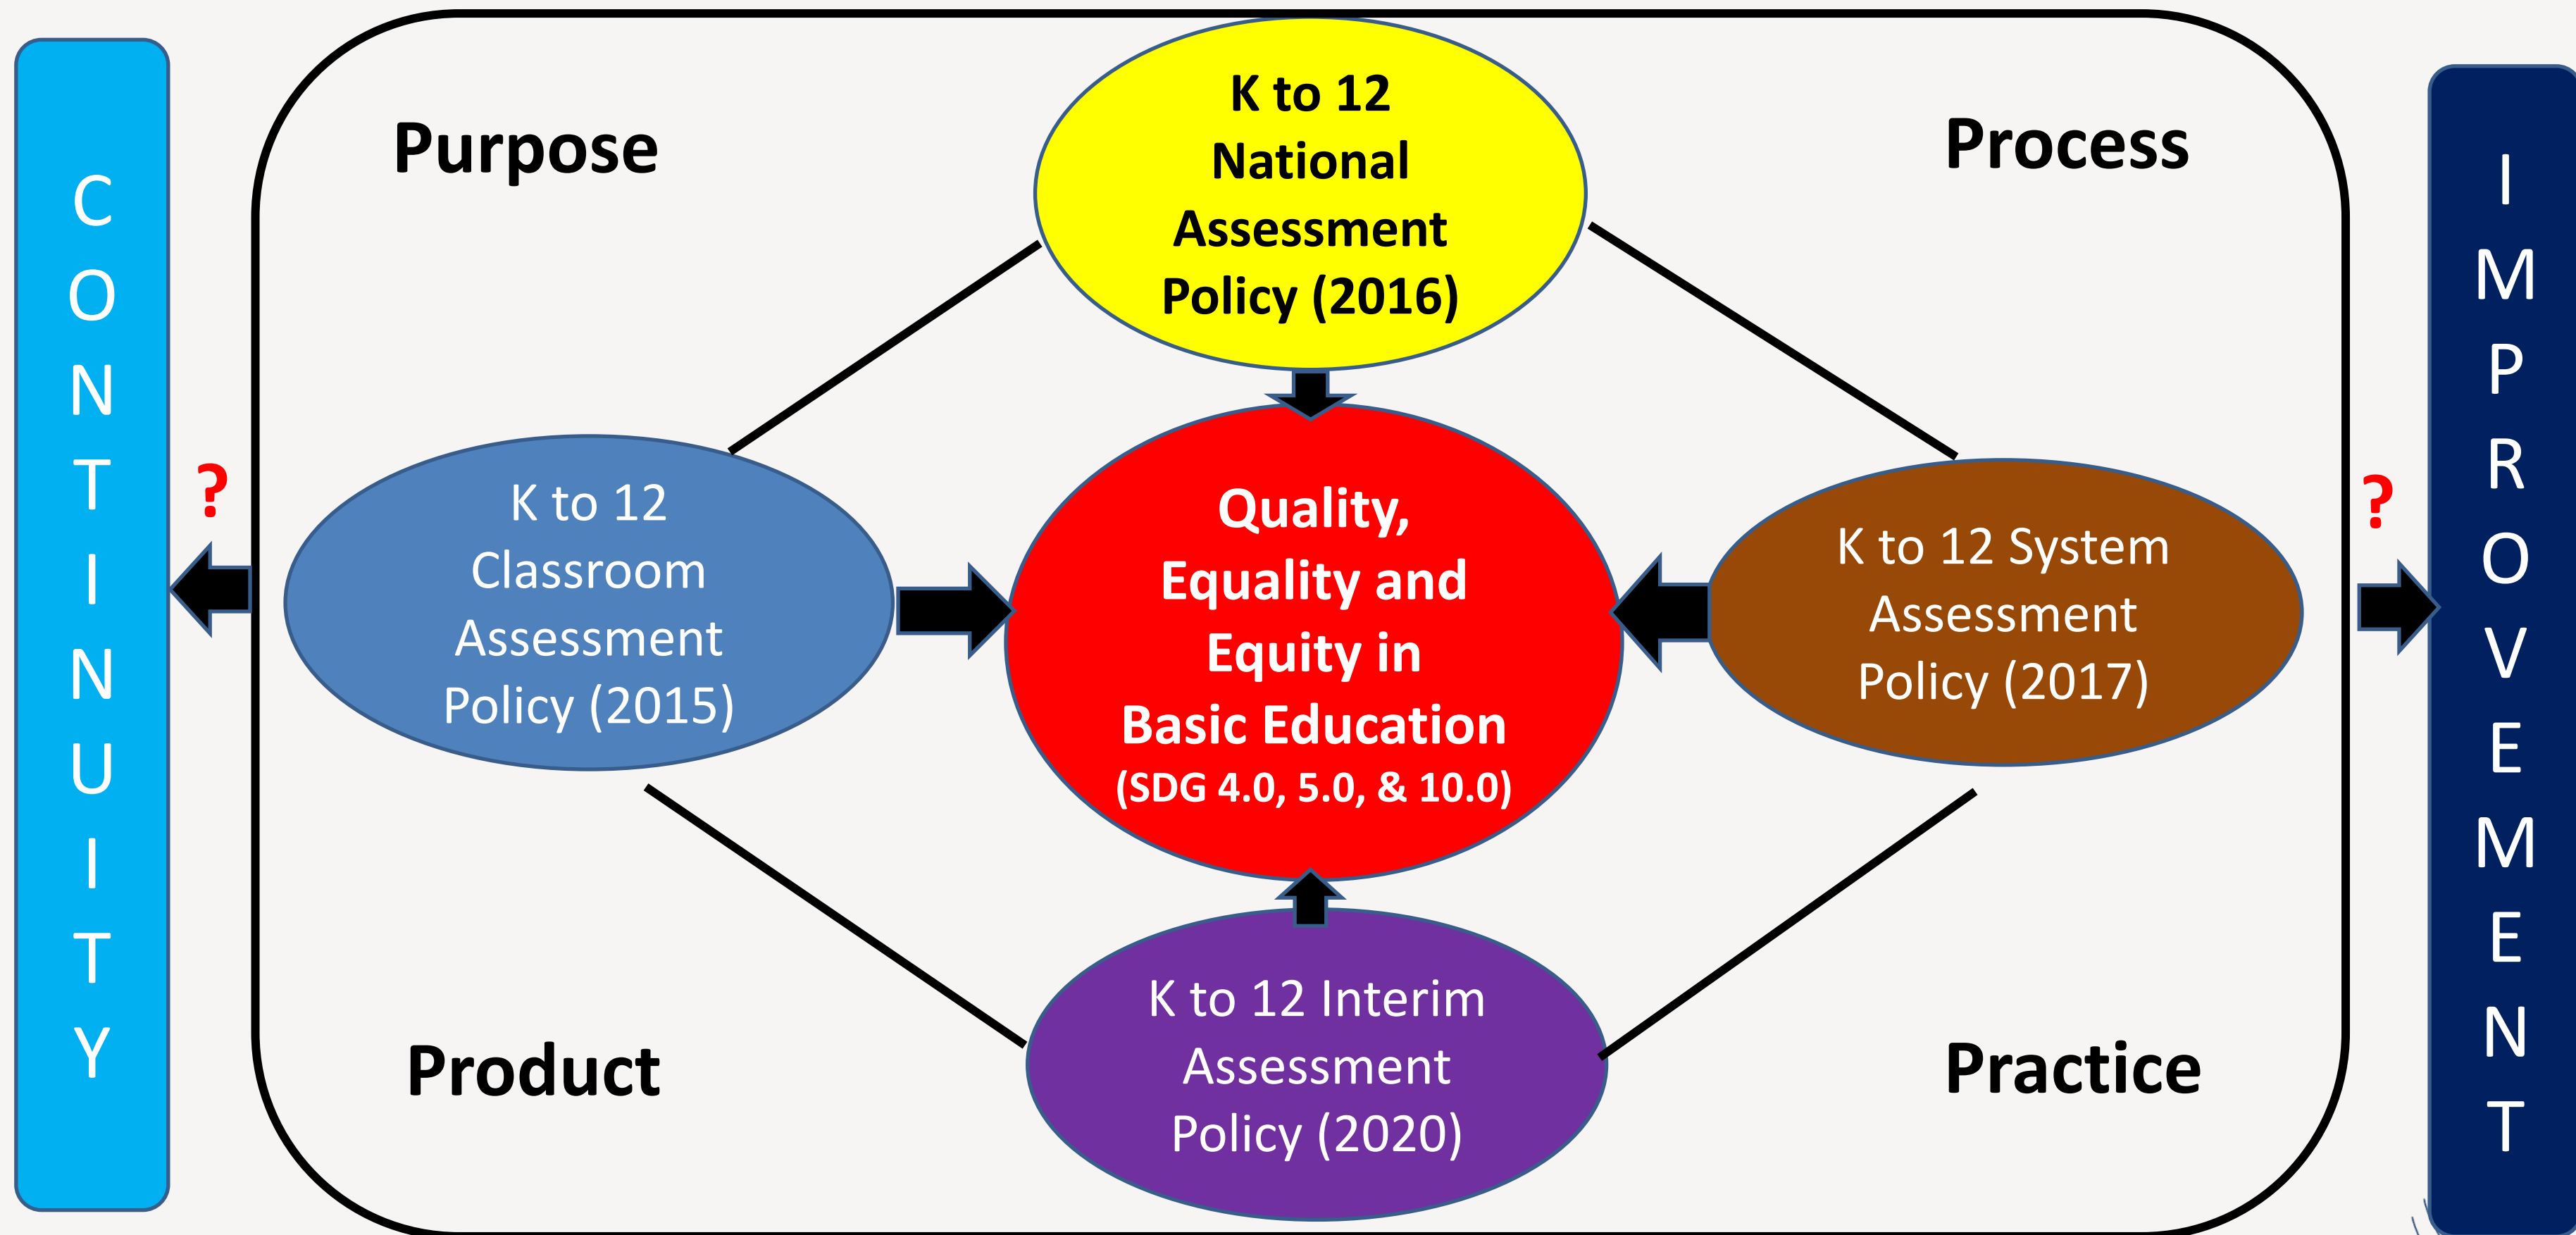 CONTINUITY
Purpose
K to 12
National
Assessment
Policy (2016)
Process
?
K to 12
Classroom
Assessment
Policy (2015)
Quality,
Equality and
Equity in
Basic Education
(SDG 4.0, 5.0, & 10.0)
K to 12 System
Assessment
Policy (2017)
?
Product
K to 12 Interim
Assessment
Policy (2020)
Practice
IMPROVEMENT